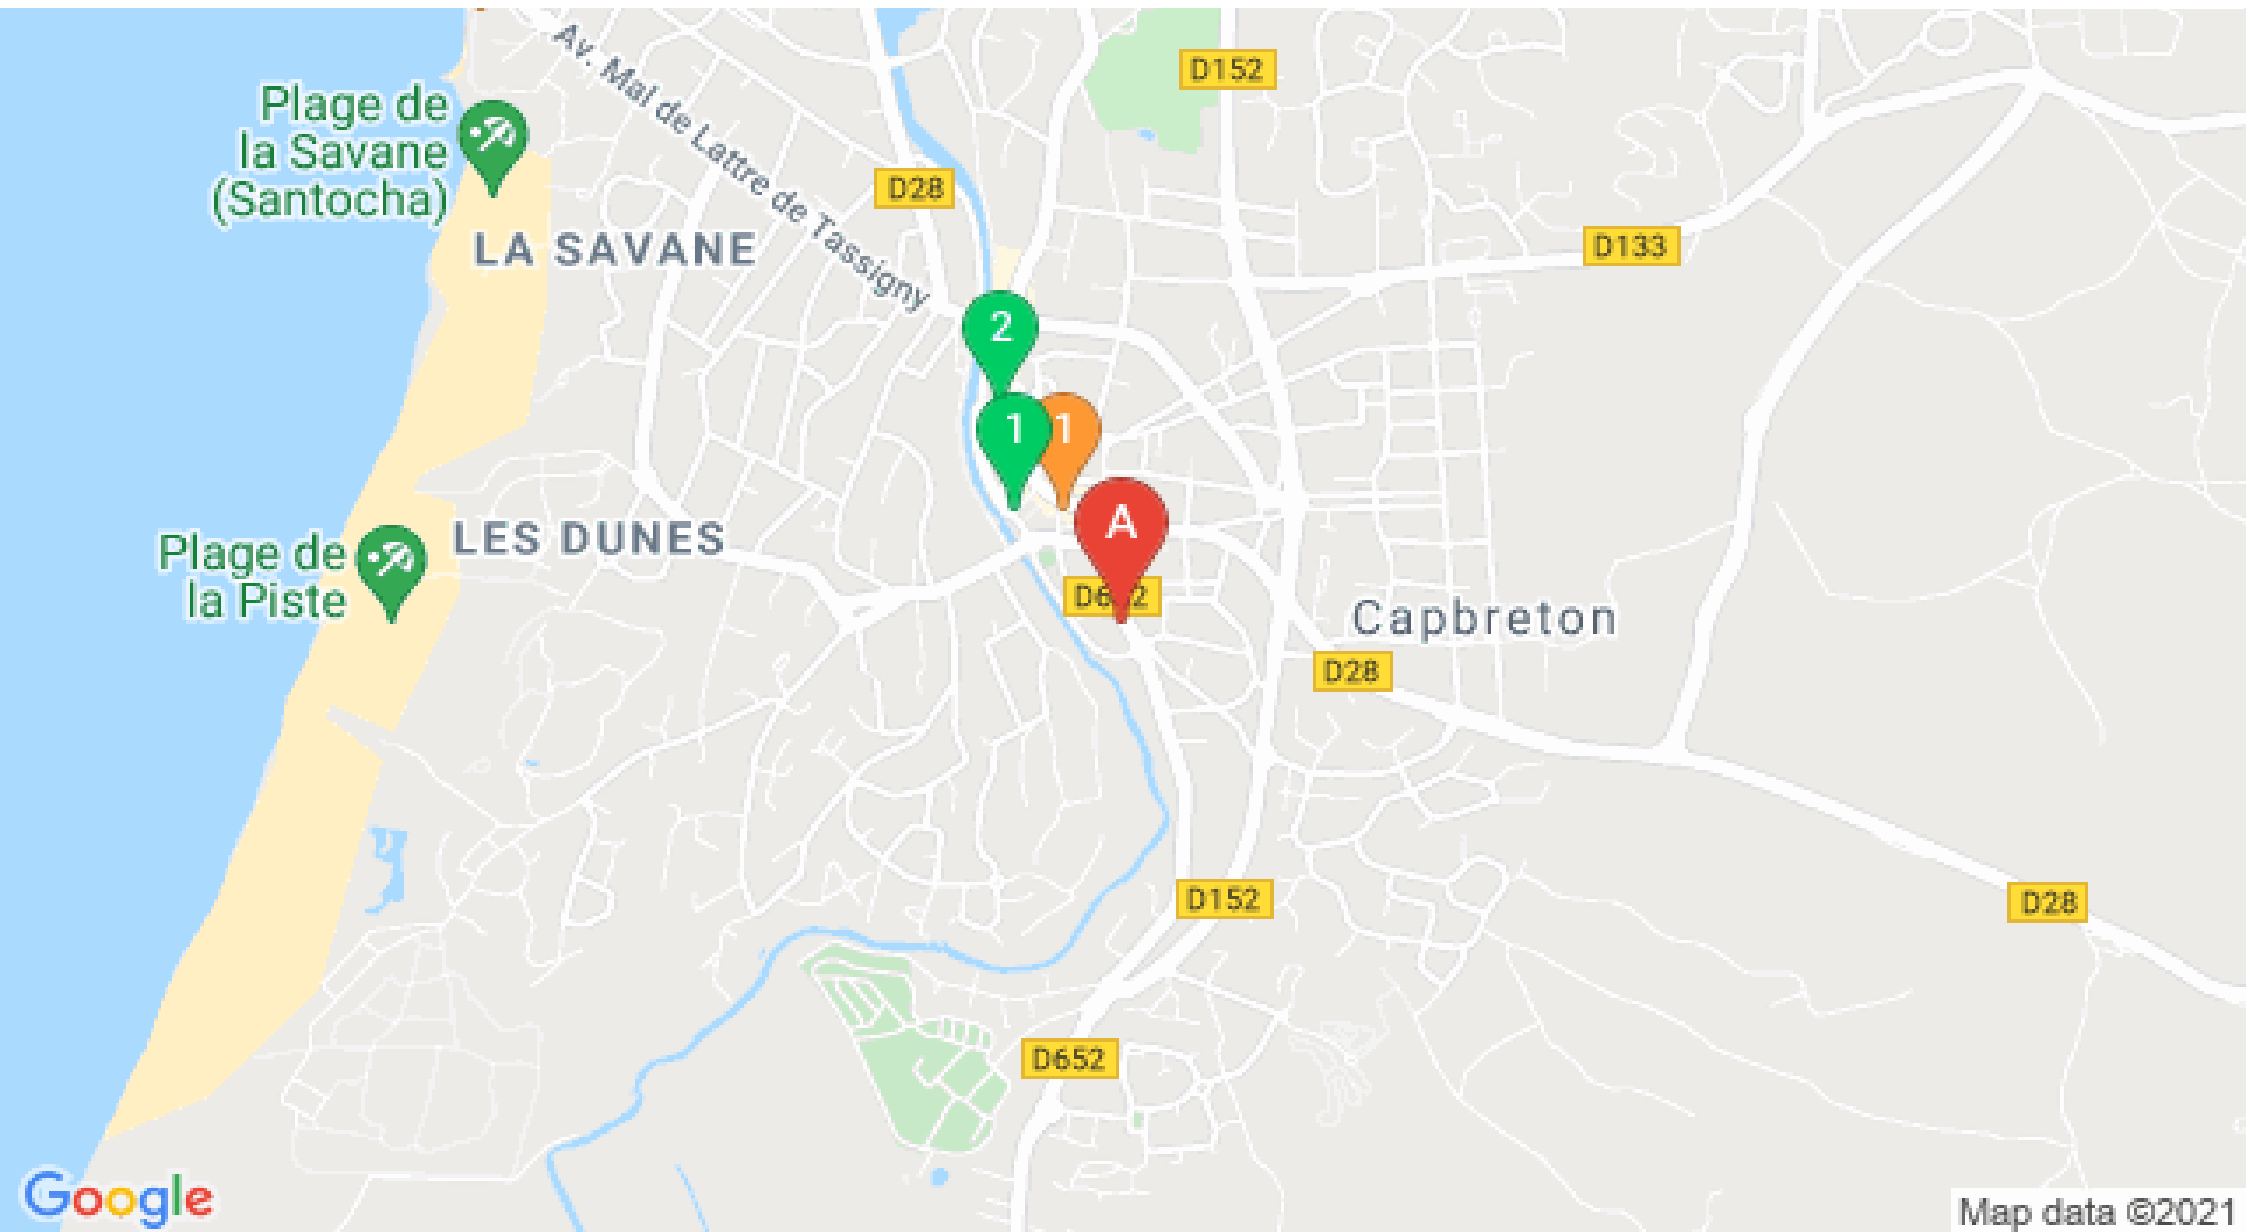 Av. Mal de Lattre de Tassigny
D152
Plage de
la Savane
(Santocha)
D28
LA SAVANE
D133
2
1
1
A
Plage de
la Piste
LES DUNES
Capbreton
D28
D152
D28
D652
Google
Map data ©2021